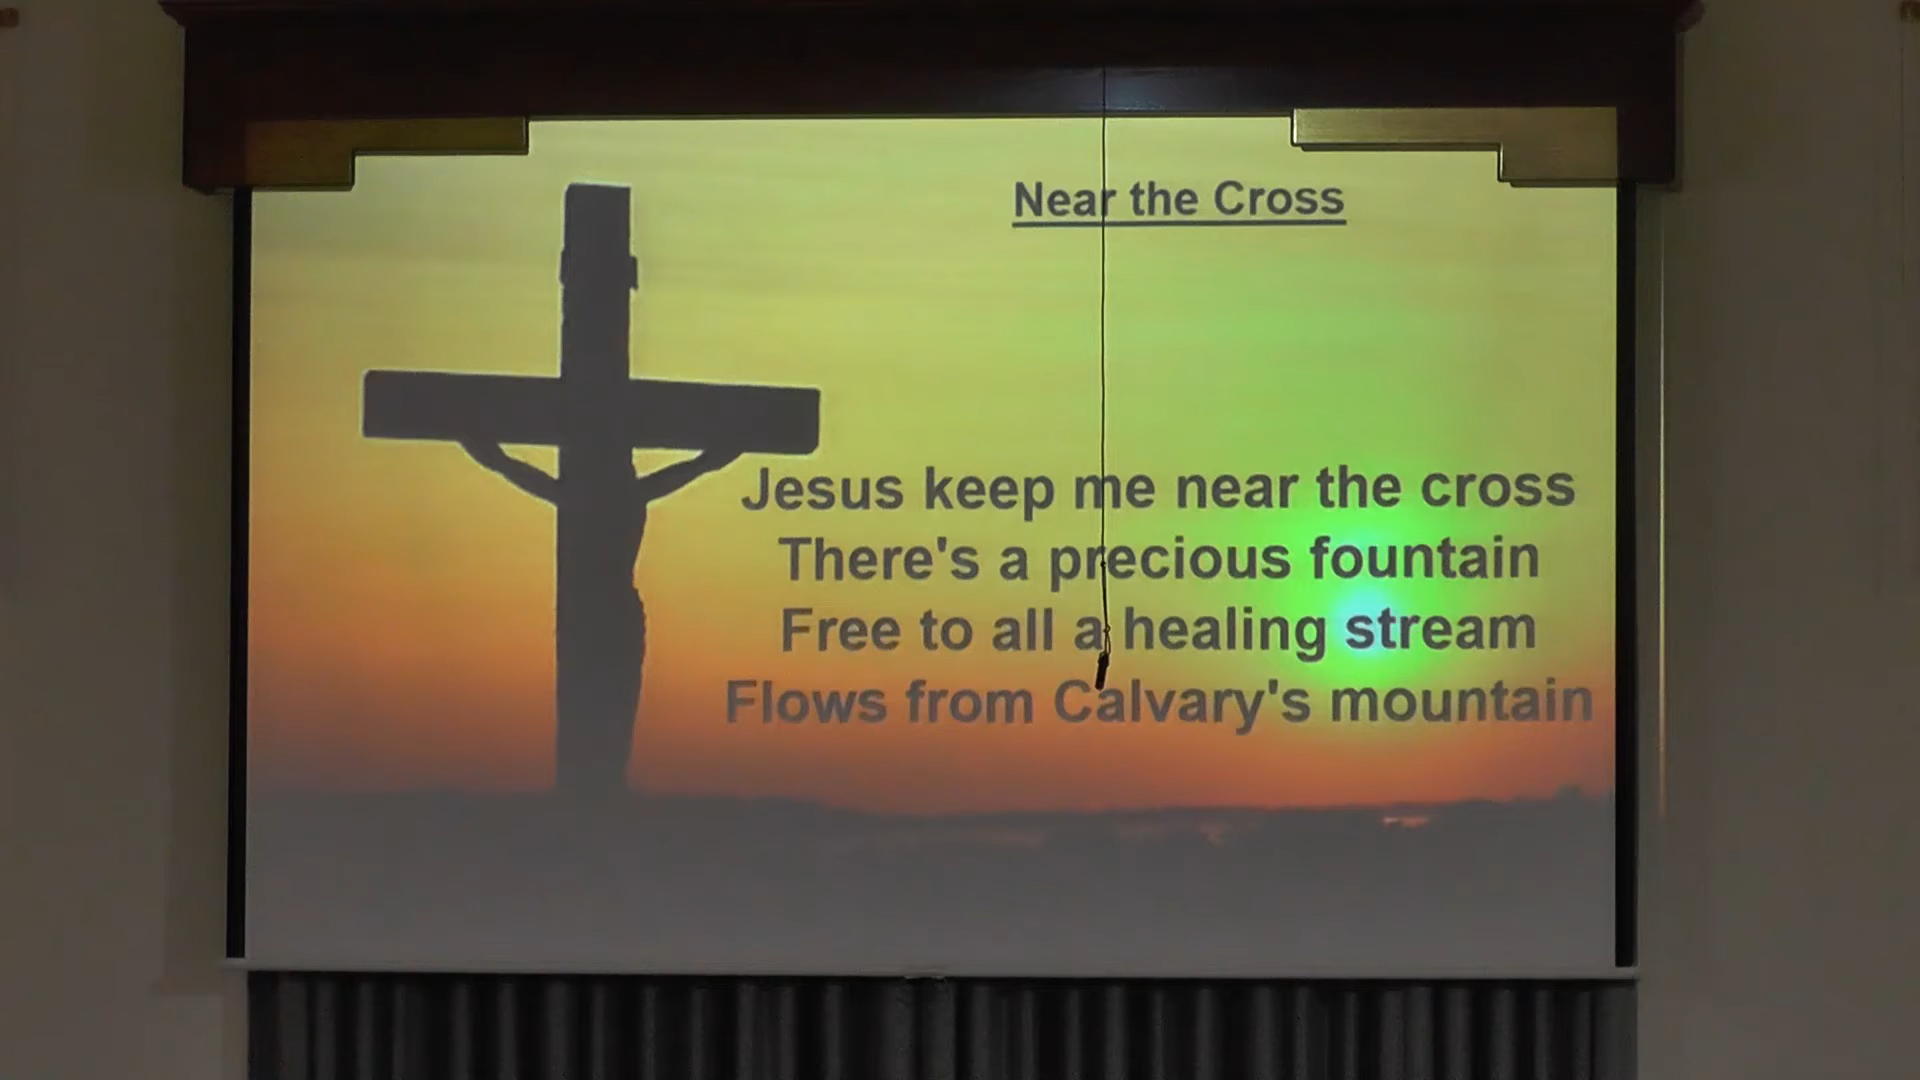 Near the Cross
Jesus keep me near the cross
There's a precious fountain
Free to all a healing stream
Flows from Calvary's mountain